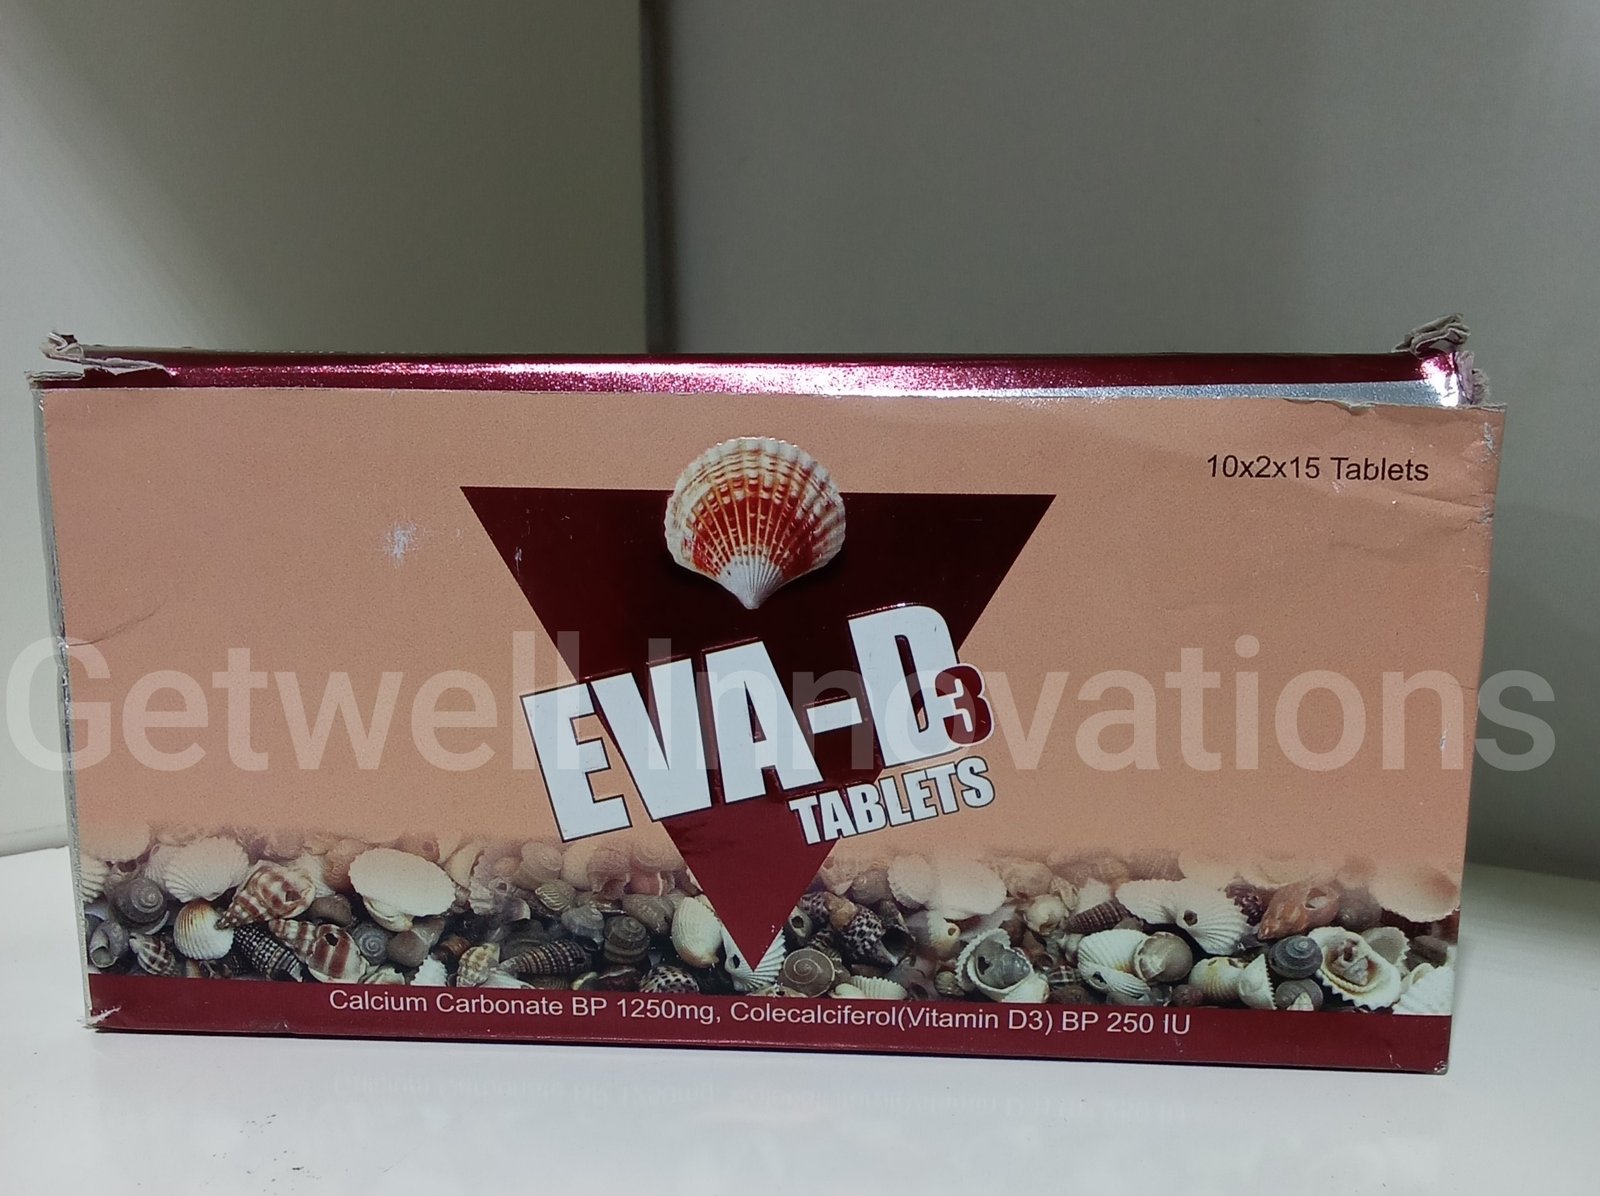 10x2x15 Tablets
EVA-D3
TABLETS
Getwell Innovations
Calcium Carbonate BP 1250mg, Colecalciferol(Vitamin D3) BP 250 IU